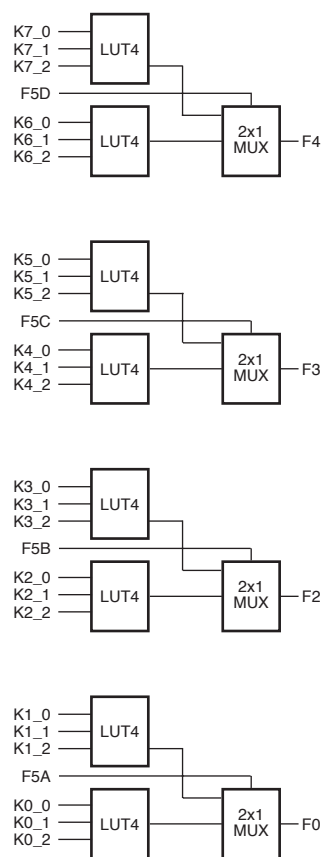 K7_0
K7_1
K7_2
LUT4
F5D
K6_0
K6_1
K6_2
LUT4
2x1
MUX
F4
K5_0
K5_1
K5_2
LUT4
F5C
K4_0
K4_1
K4_2
LUT4
2x1
MUX
F3
K3_0
K3_1
K3_2
LUT4
F5B
K2_0
K2_1
K2_2
LUT4
2x1
MUX
F2
K1_0
K1_1
K1_2
LUT4
F5A
K0_0
K0_1
K0_2
LUT4
2x1
MUX
F0